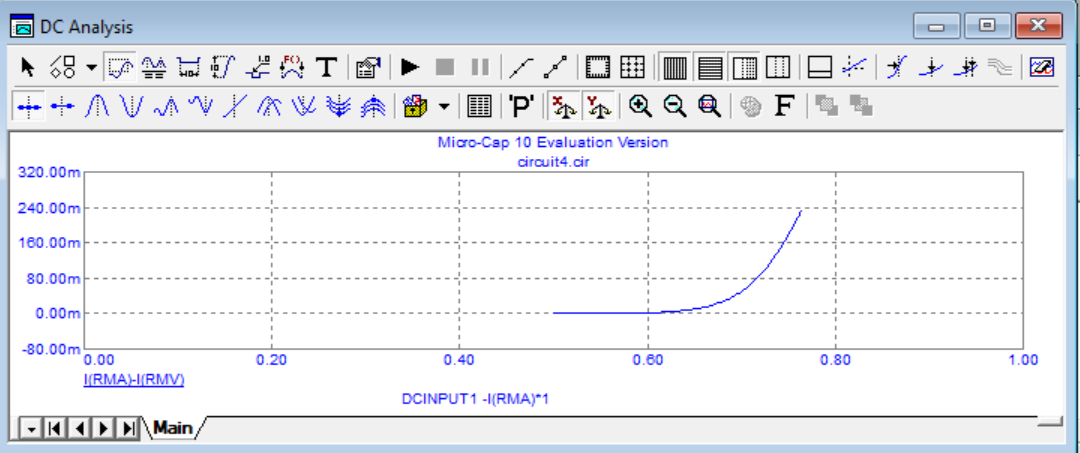 DC Analysis
T
'P'
F
Micro-Cap 10 Evaluation Version
circuit4.cir
320.00m
240.00m
160.00m
80.00m
0.00m
-80.00m
0.00 0.20 0.40 0.60 0.80 1.00
I(RMA)-I(RMV)
DCINPUT1 -I(RMA)*1
Main